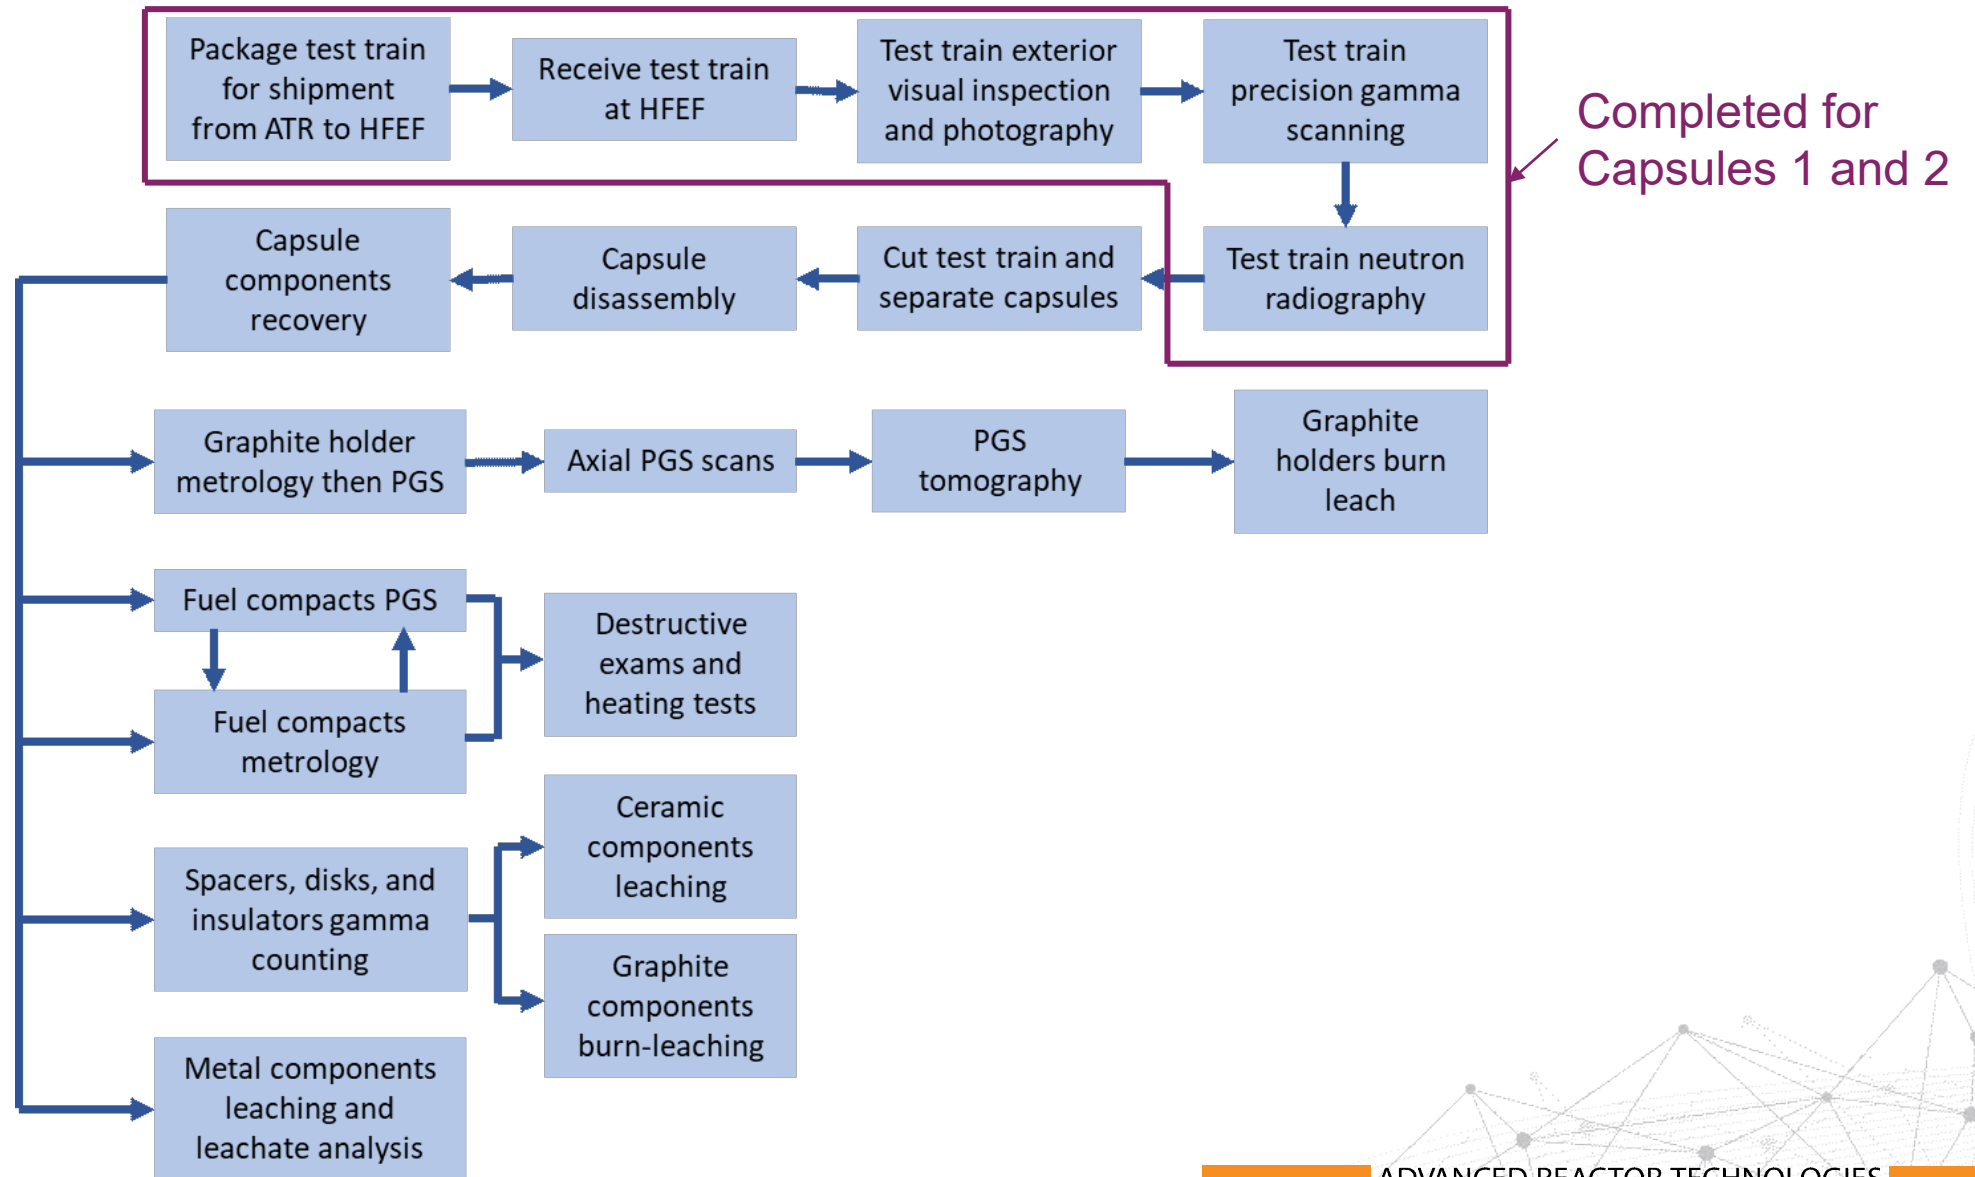 Package test train
for shipment
from ATR to HFEF
Receive test train
at HFEF
Test train exterior
visual inspection
and photography
Test train
precision gamma
scanning
Completed for
Capsules 1 and 2
Capsule
components
recovery
Capsule
disassembly
Cut test train and
separate capsules
Test train neutron
radiography
Graphite holder
metrology then PGS
Axial PGS scans
PGS
tomography
Graphite
holders burn
leach
Fuel compacts PGS
Fuel compacts
metrology
Destructive
exams and
heating tests
Spacers, disks, and
insulators gamma
counting
Ceramic
components
leaching
Graphite
components
burn-leaching
Metal components
leaching and
leachate analysis
ADVANCED REACTOR TECHNOLOGIES